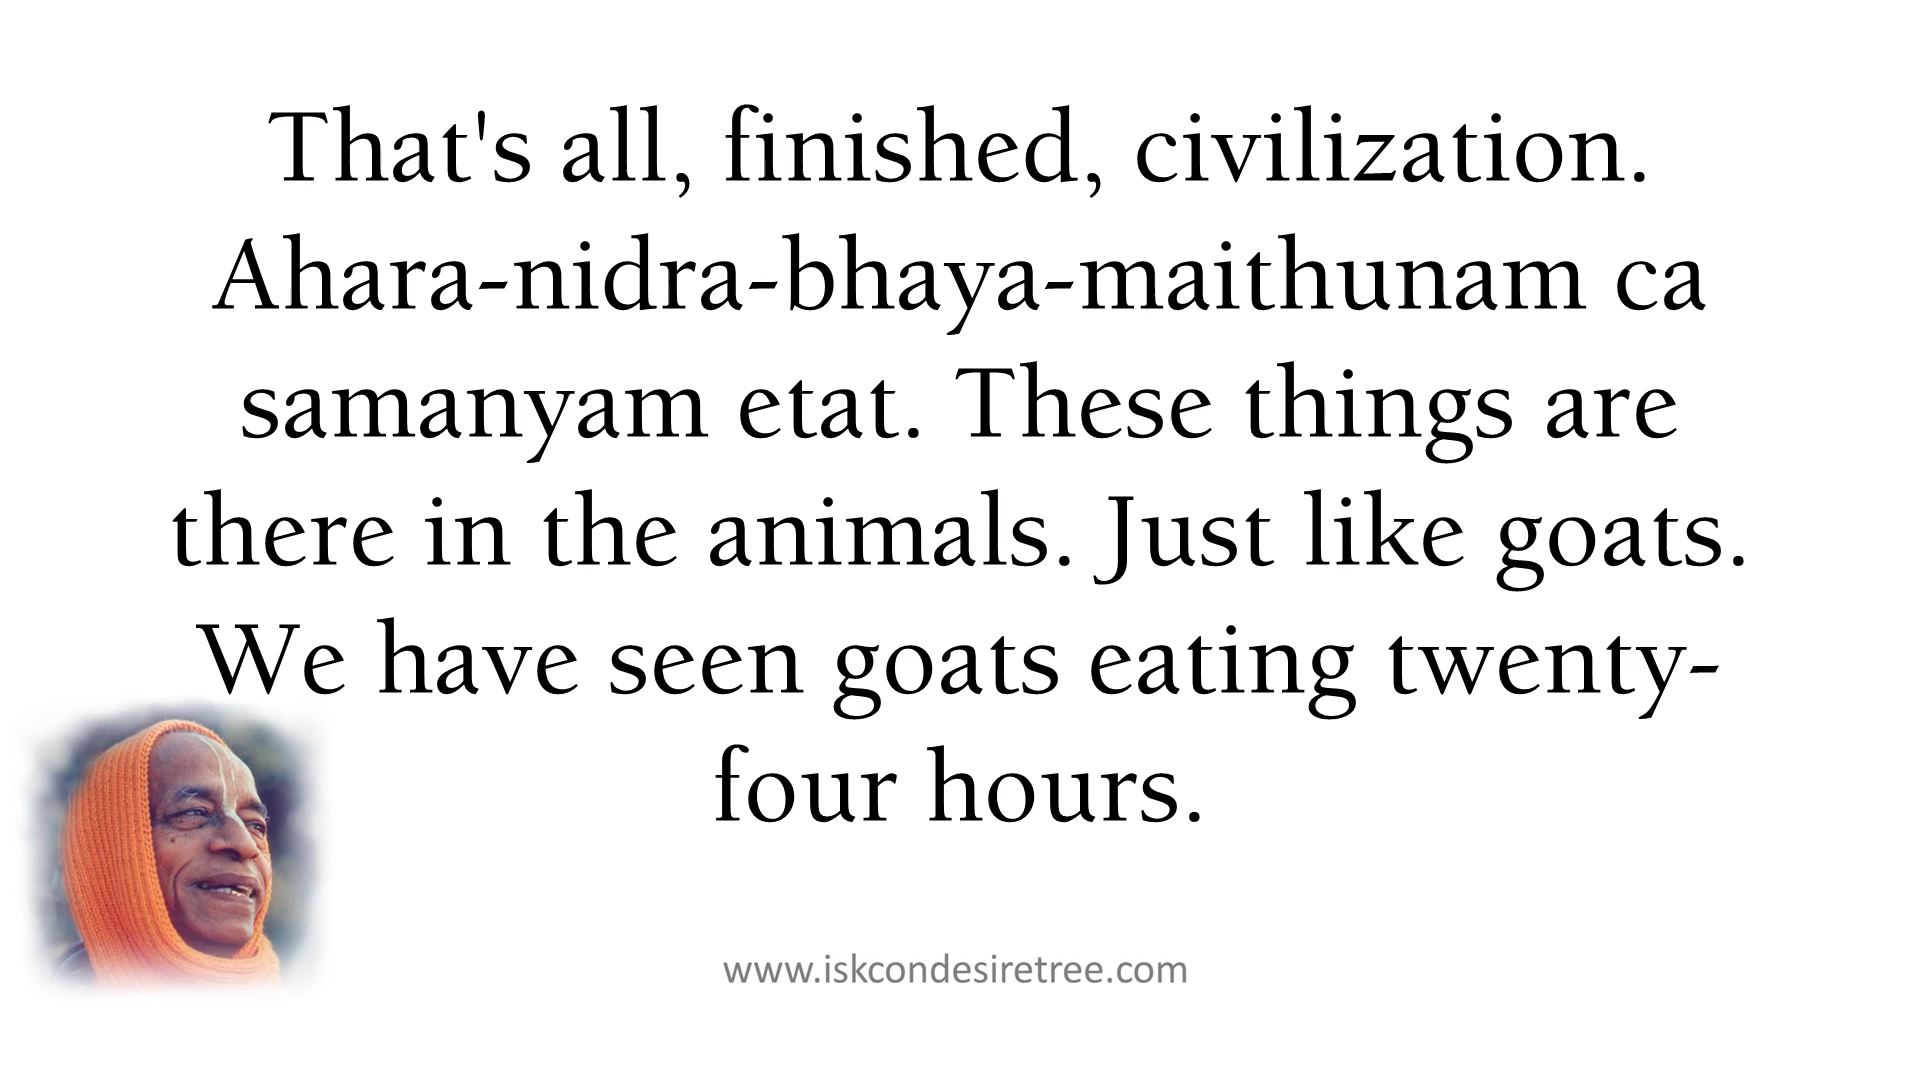 That's all, finished, civilization.
Ahara-nidra-bhaya-maithunam ca
samanyam etat. These things are
there in the animals. Just like goats.
We have seen goats eating twenty-
four hours.
www.iskcondesiretree.com